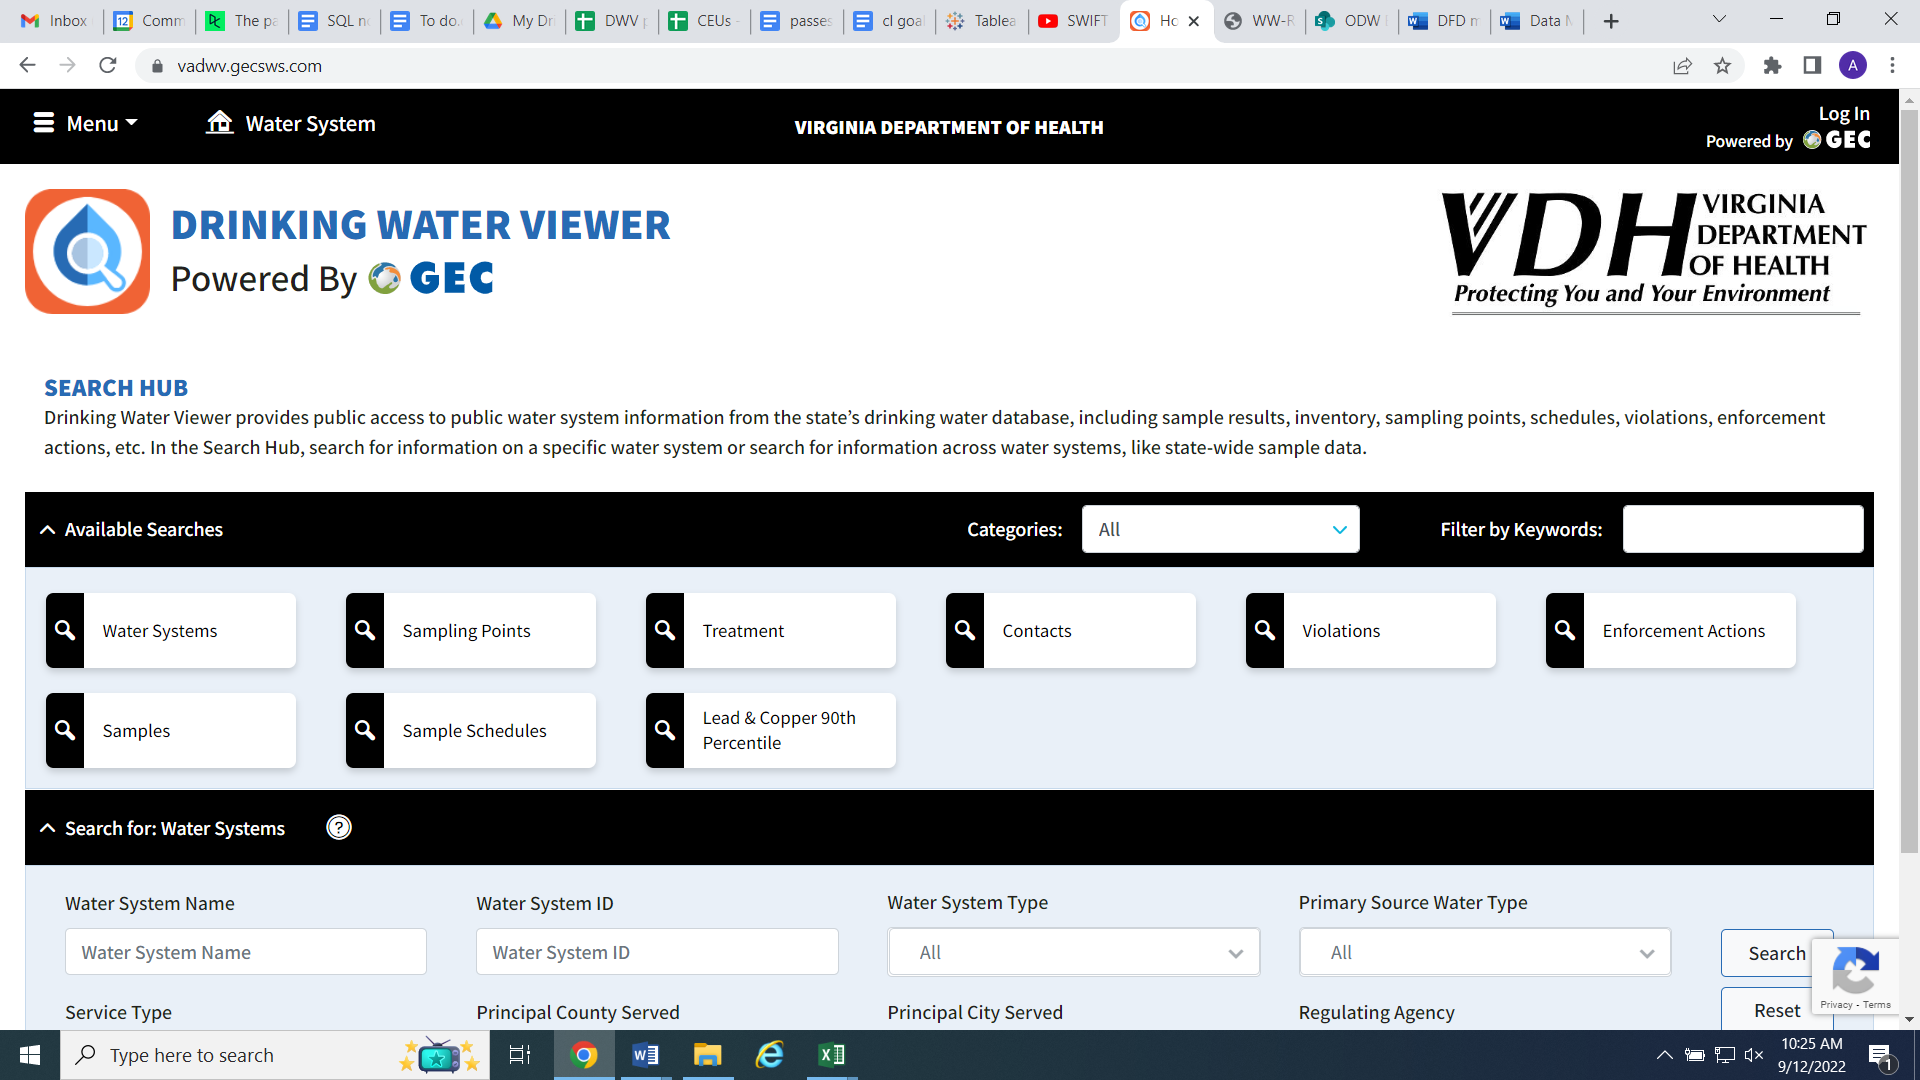 Inbox
12
Comm
The pa
SQL n
To do.
My Dri
DWV p
CEUs -
passes
cl goal
Tablea
SWIFT
Ho
WW-R
ODW
DFD m
Data M
vadwv.gecsws.com
A
Menu
Water System
VIRGINIA DEPARTMENT OF HEALTH
Log In
Powered by GEC
DRINKING WATER VIEWER
Powered By GEC
VDH VIRGINIA
DEPARTMENT
OF HEALTH
Protecting You and Your Environment
SEARCH HUB
Drinking Water Viewer provides public access to public water system information from the state’s drinking water database, including sample results, inventory, sampling points, schedules, violations, enforcement
actions, etc. In the Search Hub, search for information on a specific water system or search for information across water systems, like state-wide sample data.
Available Searches
Categories:
All
Filter by Keywords:
Water Systems
Sampling Points
Treatment
Contacts
Violations
Enforcement Actions
Samples
Sample Schedules
Lead & Copper 90th
Percentile
Search for: Water Systems
?
Water System Name
Water System ID
Water System Type
Primary Source Water Type
Water System Name
Water System ID
All
All
Search
Service Type
Principal County Served
Principal City Served
Regulating Agency
Reset
Privacy - Terms
Type here to search
10:25 AM
9/12/2022
1